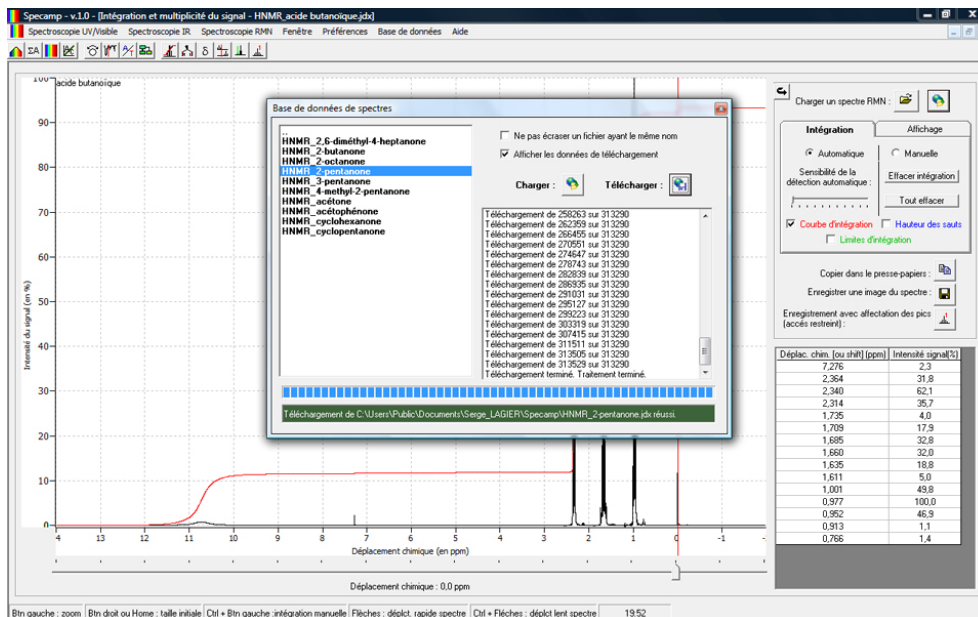 Specamp - v.1.0 - [Intégration et multiplicité du signal - HNMR_acide butanoïque.jdx]
Spectroscopie UV/Visible Spectroscopie IR Spectroscopie RMN Fenêtre Préférences Base de données Aide
acide butanoïque
Intensité du signal (en %)
100
90
80
70
60
50
40
30
20
10
0
4 13 12 11 10 9 8 7 6 5 4 3 2 1 0 -1
Déplacement chimique (en ppm)
Déplacement chimique : 0,0 ppm
Base de données de spectres
..
HNMR_2,6-diméthyl-4-heptanone
HNMR_2-butanone
HNMR_2-octanone
HNMR_2-pentanone
HNMR_3-pentanone
HNMR_4-methyl-2-pentanone
HNMR_acétone
HNMR_acétophénone
HNMR_cyclohexanone
HNMR_cyclopentanone
Ne pas écraser un fichier ayant le même nom
Afficher les données de téléchargement
Charger : Télécharger :
Téléchargement de 258263 sur 313290
Téléchargement de 262359 sur 313290
Téléchargement de 266455 sur 313290
Téléchargement de 270551 sur 313290
Téléchargement de 274647 sur 313290
Téléchargement de 278743 sur 313290
Téléchargement de 282839 sur 313290
Téléchargement de 286935 sur 313290
Téléchargement de 291031 sur 313290
Téléchargement de 295127 sur 313290
Téléchargement de 299223 sur 313290
Téléchargement de 303319 sur 313290
Téléchargement de 307415 sur 313290
Téléchargement de 311511 sur 313290
Téléchargement de 313505 sur 313290
Téléchargement de 313529 sur 313290
Téléchargement terminé. Traitement terminé.
Téléchargement de C:\Users\Public\Documents\Serge_LAGIER\Specamp\HNMR_2-pentanone.jdx réussi.
Charger un spectre RMN :
Intégration Affichage
Automatique Manuelle
Sensibilité de la détection automatique :
Effacer intégration
Tout effacer
Courbe d'intégration Hauteur des sauts
Limites d'intégration
Copier dans le presse-papiers :
Enregistrer une image du spectre :
Enregistrement avec affectation des pics (accés restreint) :
Déplac. chim. [ou shift] (ppm) Intensité signal(%)
7,276 2,3
2,364 31,8
2,340 62,1
2,314 35,7
1,735 4,0
1,709 17,9
1,685 32,8
1,660 32,0
1,635 18,8
1,611 5,0
1,001 49,8
0,977 100,0
0,952 46,9
0,913 1,1
0,766 1,4
Btn gauche : zoom Btn droit ou Home : taille initiale Ctrl + Btn gauche :intégration manuelle Flèches : déplct. rapide spectre Ctrl + Flèches : déplct lent spectre 19:52